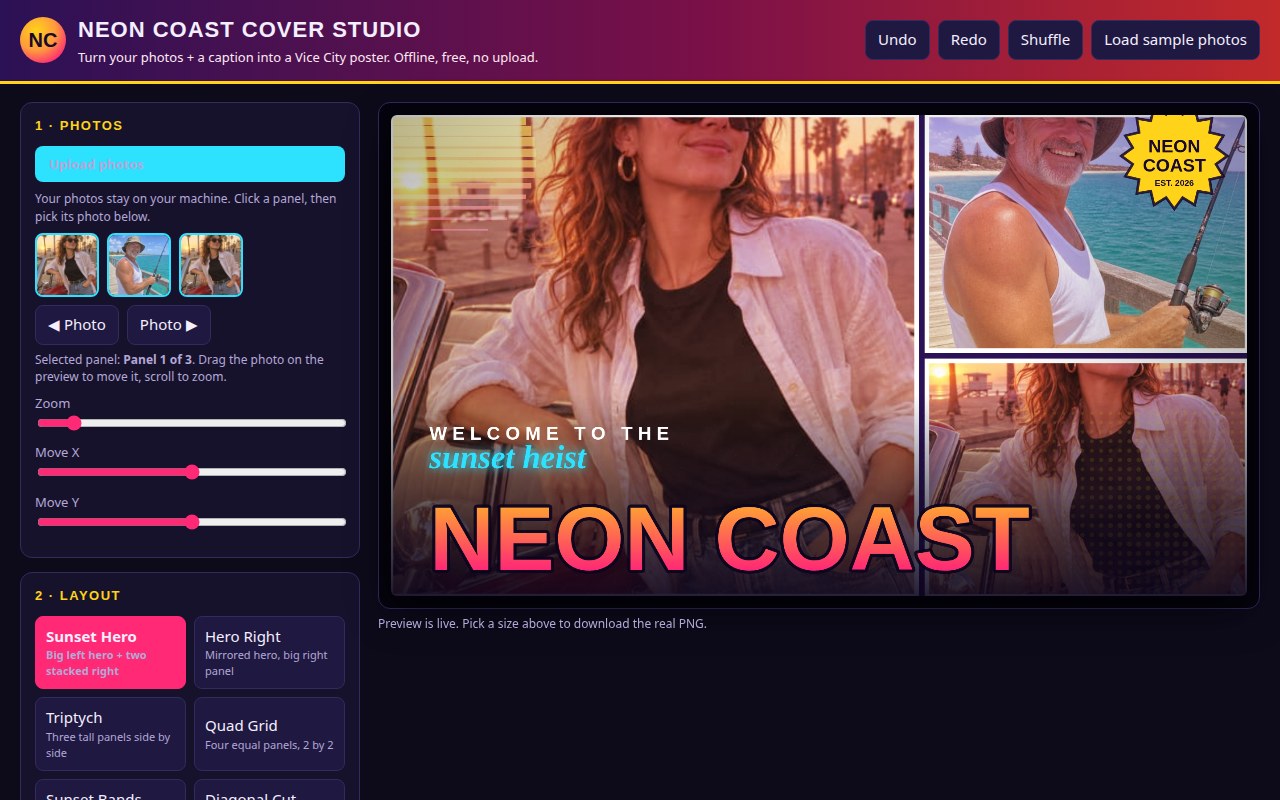 NC
NEON COAST COVER STUDIO
Turn your photos + a caption into a Vice City poster. Offline, free, no upload.
Undo
Redo
Shuffle
Load sample photos
1 · PHOTOS
Upload photos
Your photos stay on your machine. Click a panel, then
pick its photo below.
◀ Photo
Photo ▶
Selected panel: Panel 1 of 3. Drag the photo on the
preview to move it, scroll to zoom.
Zoom
Move X
Move Y
2 · LAYOUT
Sunset Hero
Big left hero + two
stacked right
Hero Right
Mirrored hero, big right
panel
Triptych
Three tall panels side by
side
Quad Grid
Four equal panels, 2 by 2
Sunset Bands
Diagonal Cut
NEON
COAST
EST. 2026
WELCOME TO THE
sunset heist
NEON COAST
Preview is live. Pick a size above to download the real PNG.